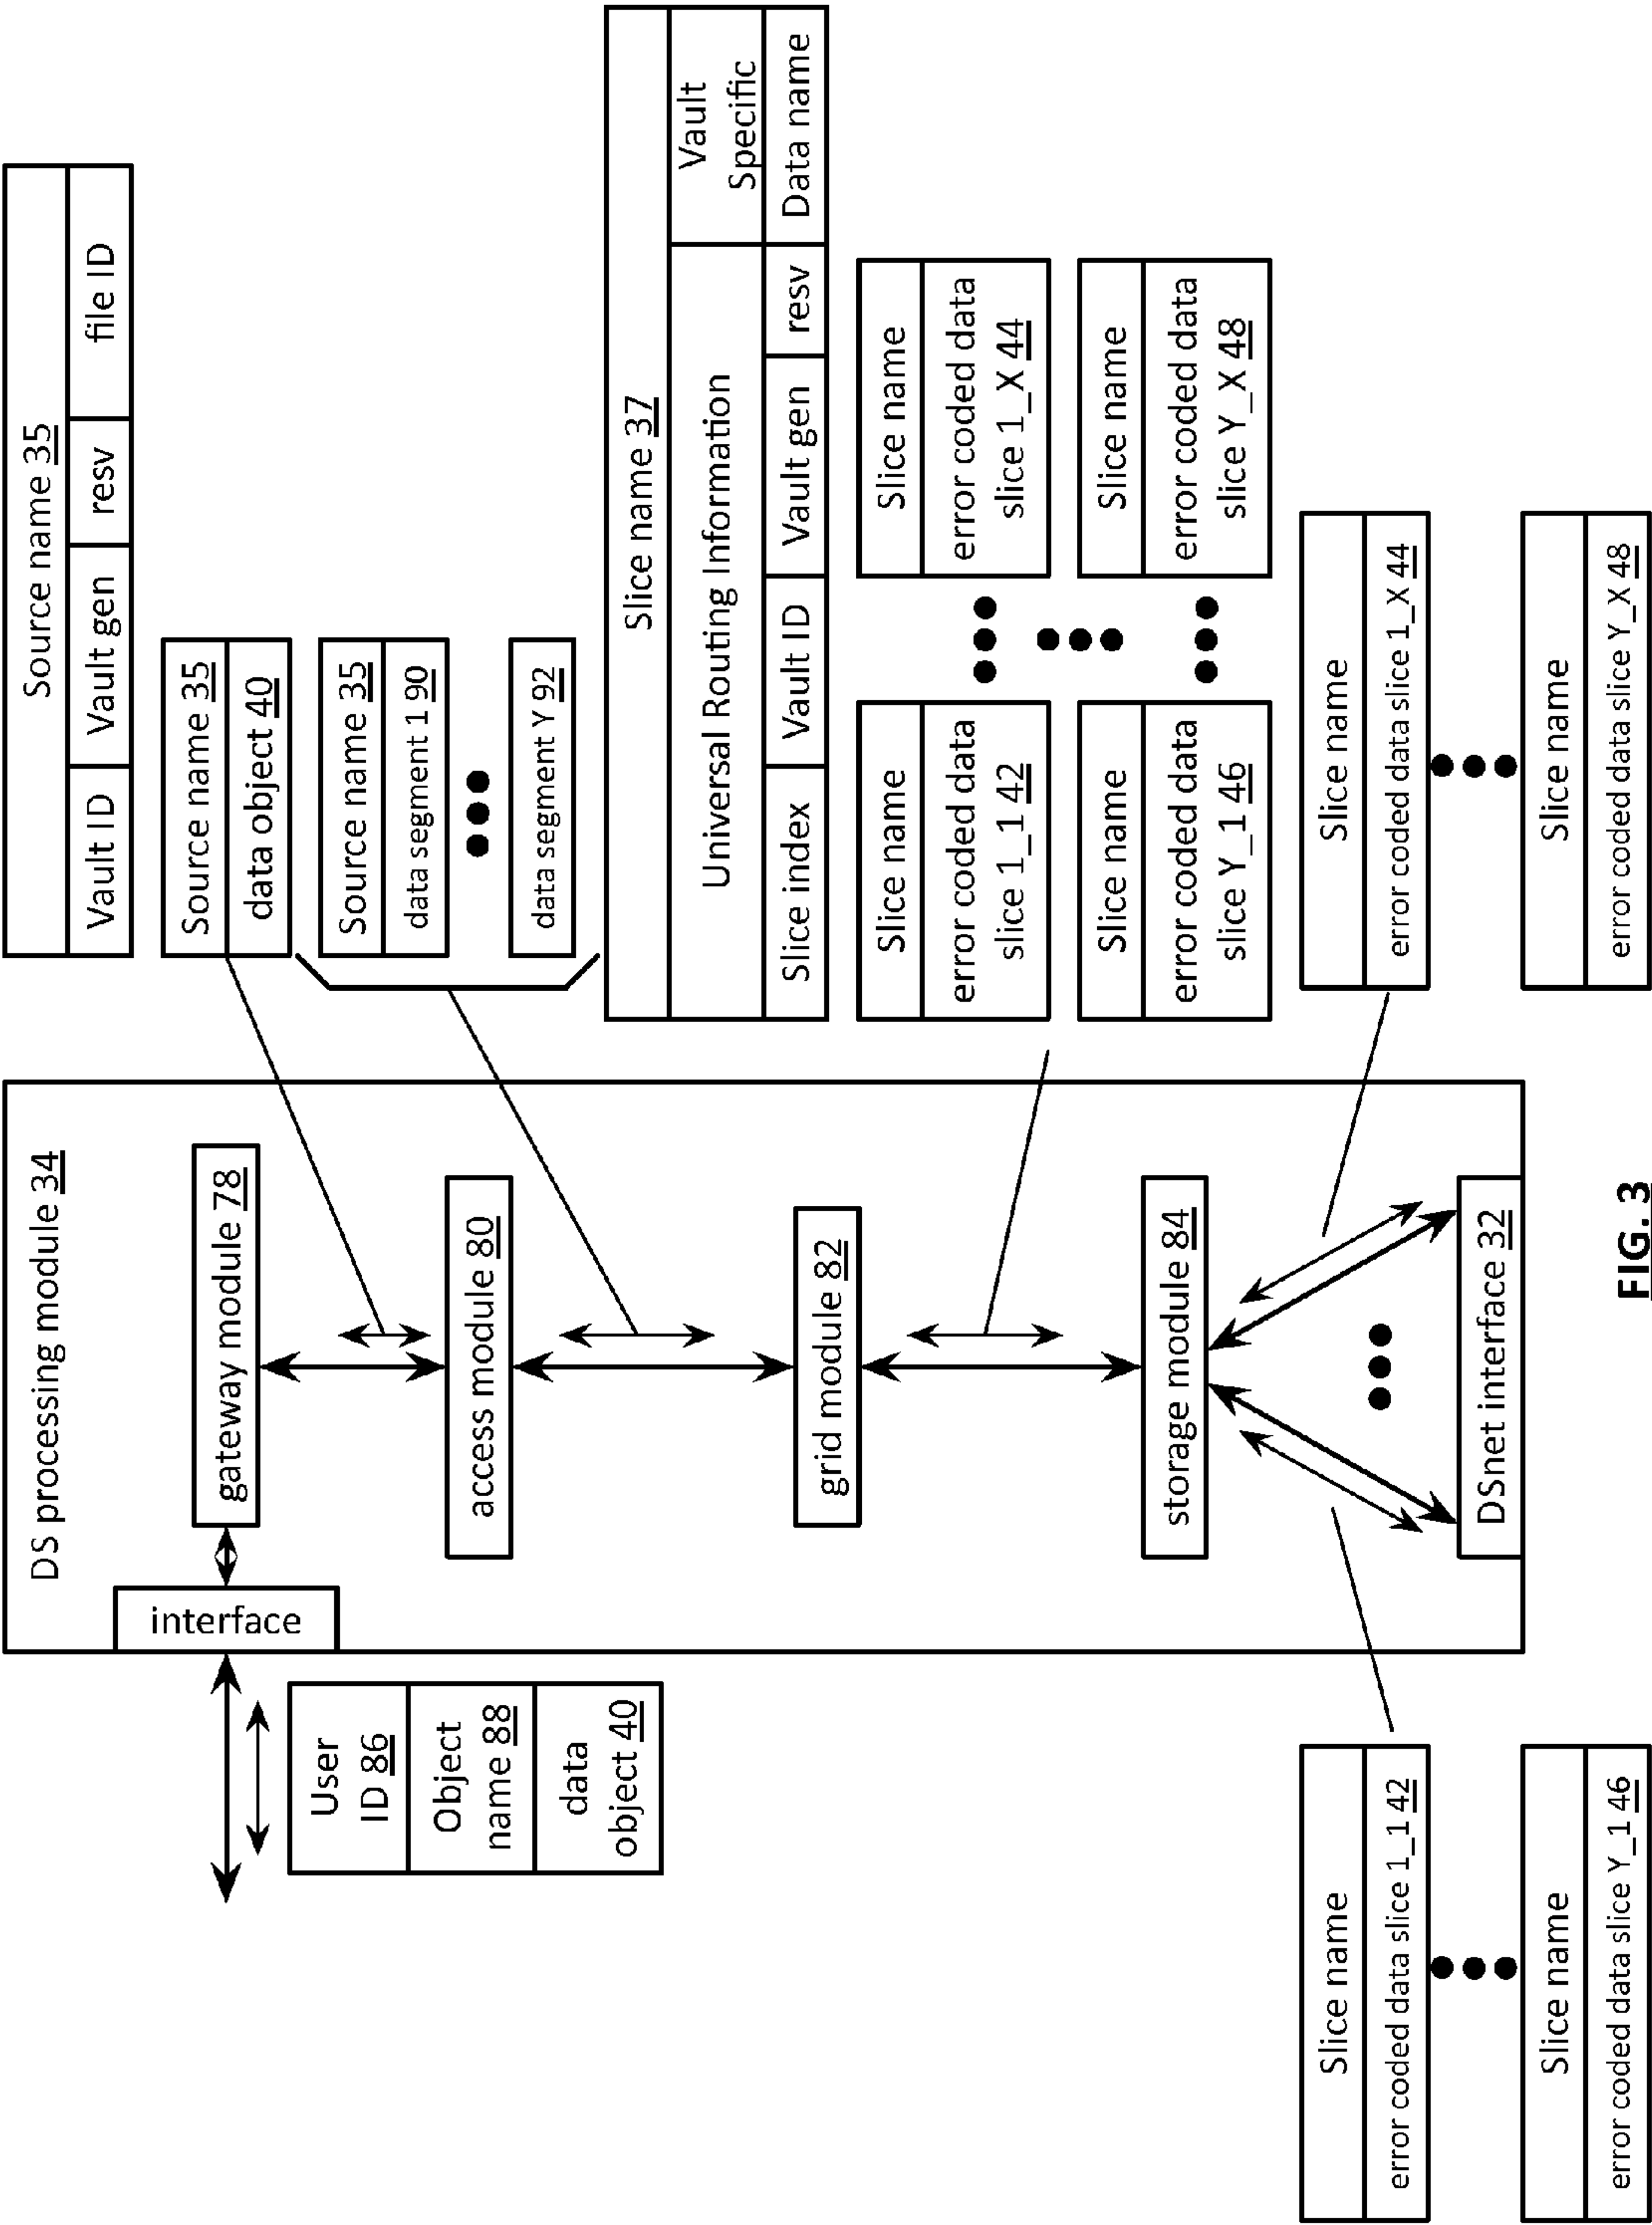 DS processing module 34
interface
gateway module 78
access module 80
grid module 82
storage module 84
DSnet interface 32
User
ID 86
Object
name 88
data
object 40
Source name 35
Vault ID Vault gen resv file ID
Source name 35
data object 40
Source name 35
data segment 1 90
data segment Y 92
Slice name 37
Universal Routing Information
Vault
Specific
Slice index Vault ID Vault gen resv Data name
Slice name
error coded data
slice 1_1 42
Slice name
error coded data
slice 1_X 44
Slice name
error coded data
slice Y_1 46
Slice name
error coded data
slice Y_X 48
Slice name
error coded data slice 1_1 42
Slice name
error coded data slice Y_1 46
Slice name
error coded data slice 1_X 44
Slice name
error coded data slice Y_X 48
FIG. 3